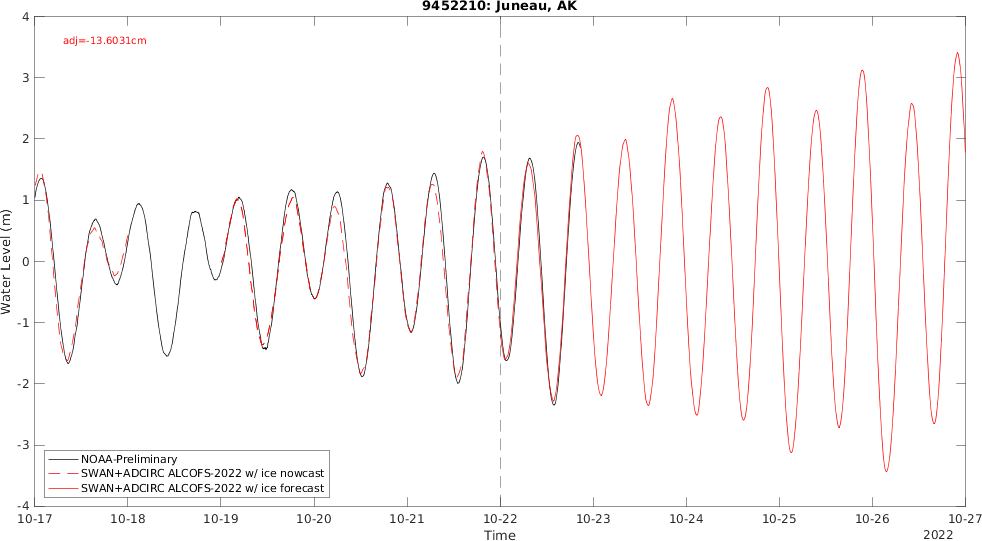 9452210: Juneau, AK
adj=-13.6031cm
4
3
2
1
0
-1
-2
-3
-4
Water Level (m)
NOAA-Preliminary
SWAN+ADCIRC ALCOFS-2022 w/ ice nowcast
SWAN+ADCIRC ALCOFS-2022 w/ ice forecast
10-17 10-18 10-19 10-20 10-21 10-22 10-23 10-24 10-25 10-26 10-27
Time
2022